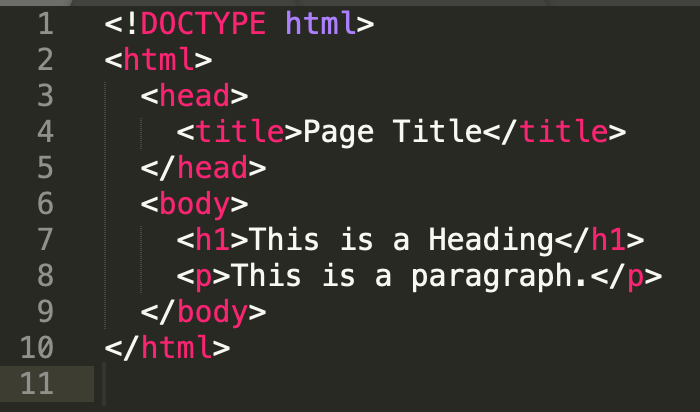 1 <!DOCTYPE html>
2 <html>
3   <head>
4     <title>Page Title</title>
5   </head>
6   <body>
7     <h1>This is a Heading</h1>
8     <p>This is a paragraph.</p>
9   </body>
10 </html>
11